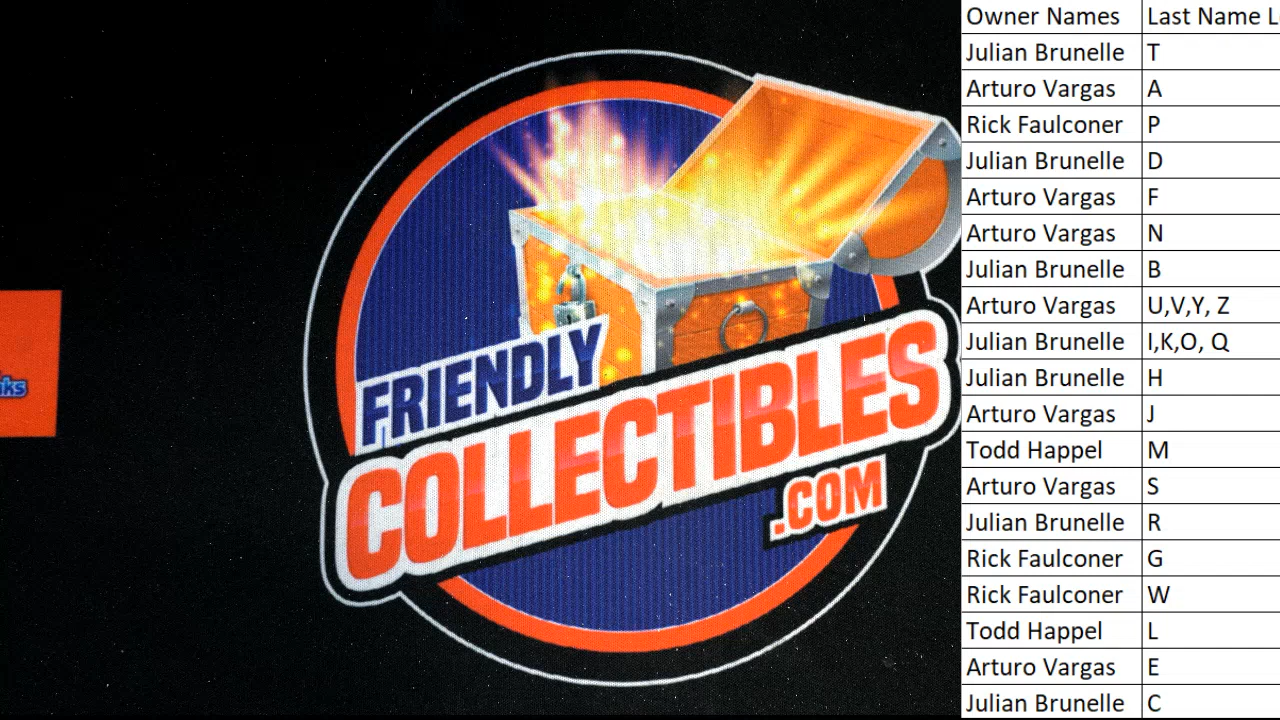 Owner Names Last Name L
Julian Brunelle T
Arturo Vargas A
Rick Faulconer P
Julian Brunelle D
Arturo Vargas F
Arturo Vargas N
Julian Brunelle B
Arturo Vargas U,V,Y, Z
Julian Brunelle I,K,O, Q
Julian Brunelle H
Arturo Vargas J
Todd Happel M
Arturo Vargas S
Julian Brunelle R
Rick Faulconer G
Rick Faulconer W
Todd Happel L
Arturo Vargas E
Julian Brunelle C
FRIENDLY
COLLECTIBLES
.COM